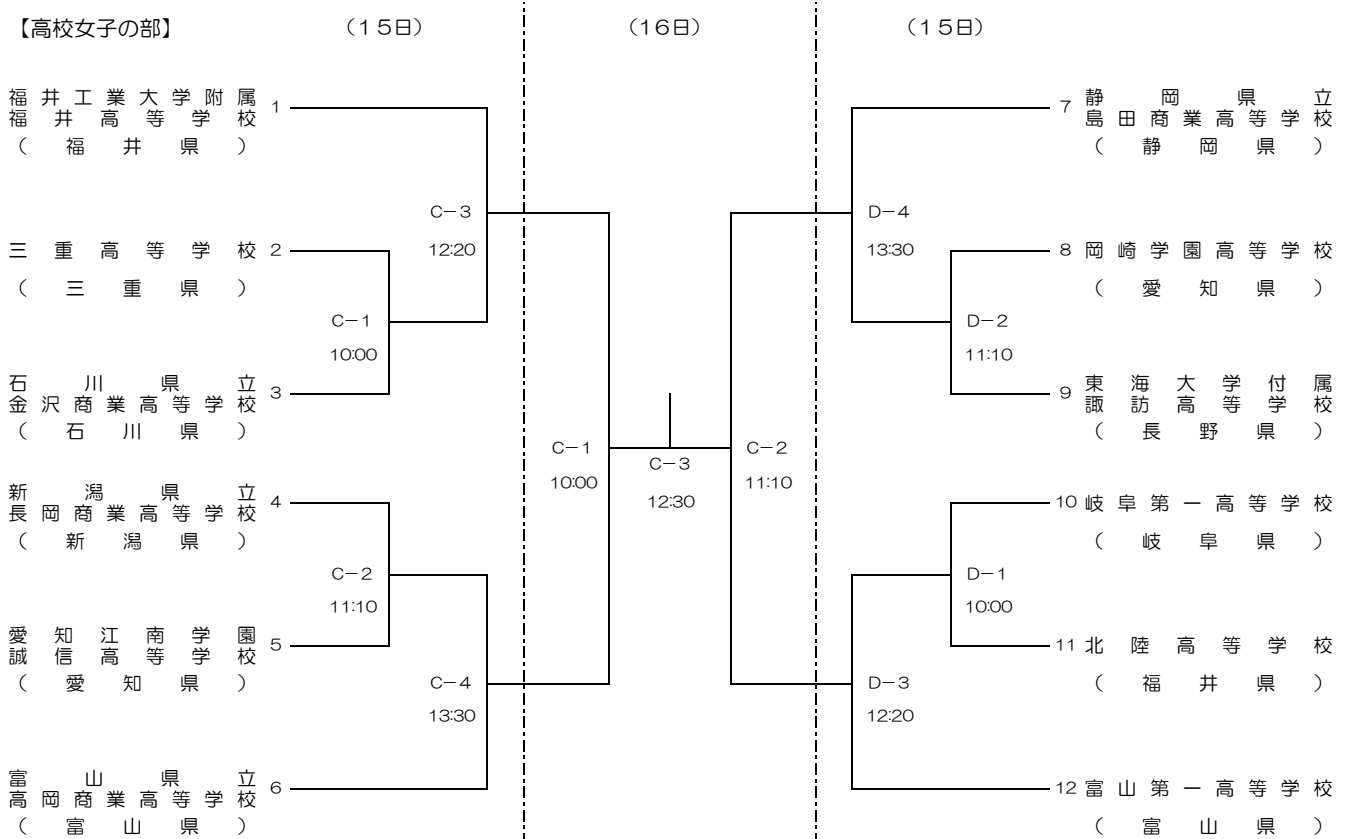 【高校女子の部】
（１５日）
（１６日）
（１５日）
福井工業大学附属
福井高等学校
（福井県）
1
三重高等学校
2
（三重県）
石川県立
金沢商業高等学校
（石川県）
3
新潟県立
長岡商業高等学校
（新潟県）
4
愛知江南学園
誠信高等学校
（愛知県）
5
富山県立
高岡商業高等学校
（富山県）
6
C－3
12:20
C－1
10:00
C－2
11:10
C－4
13:30
C－1
10:00
C－3
12:30
C－2
11:10
D－4
13:30
D－2
11:10
D－1
10:00
D－3
12:20
7
静岡県立
島田商業高等学校
（静岡県）
8 岡崎学園高等学校
（愛知県）
9
東海大学付属
諏訪高等学校
（長野県）
10 岐阜第一高等学校
（岐阜県）
11 北陸高等学校
（福井県）
12 富山第一高等学校
（富山県）